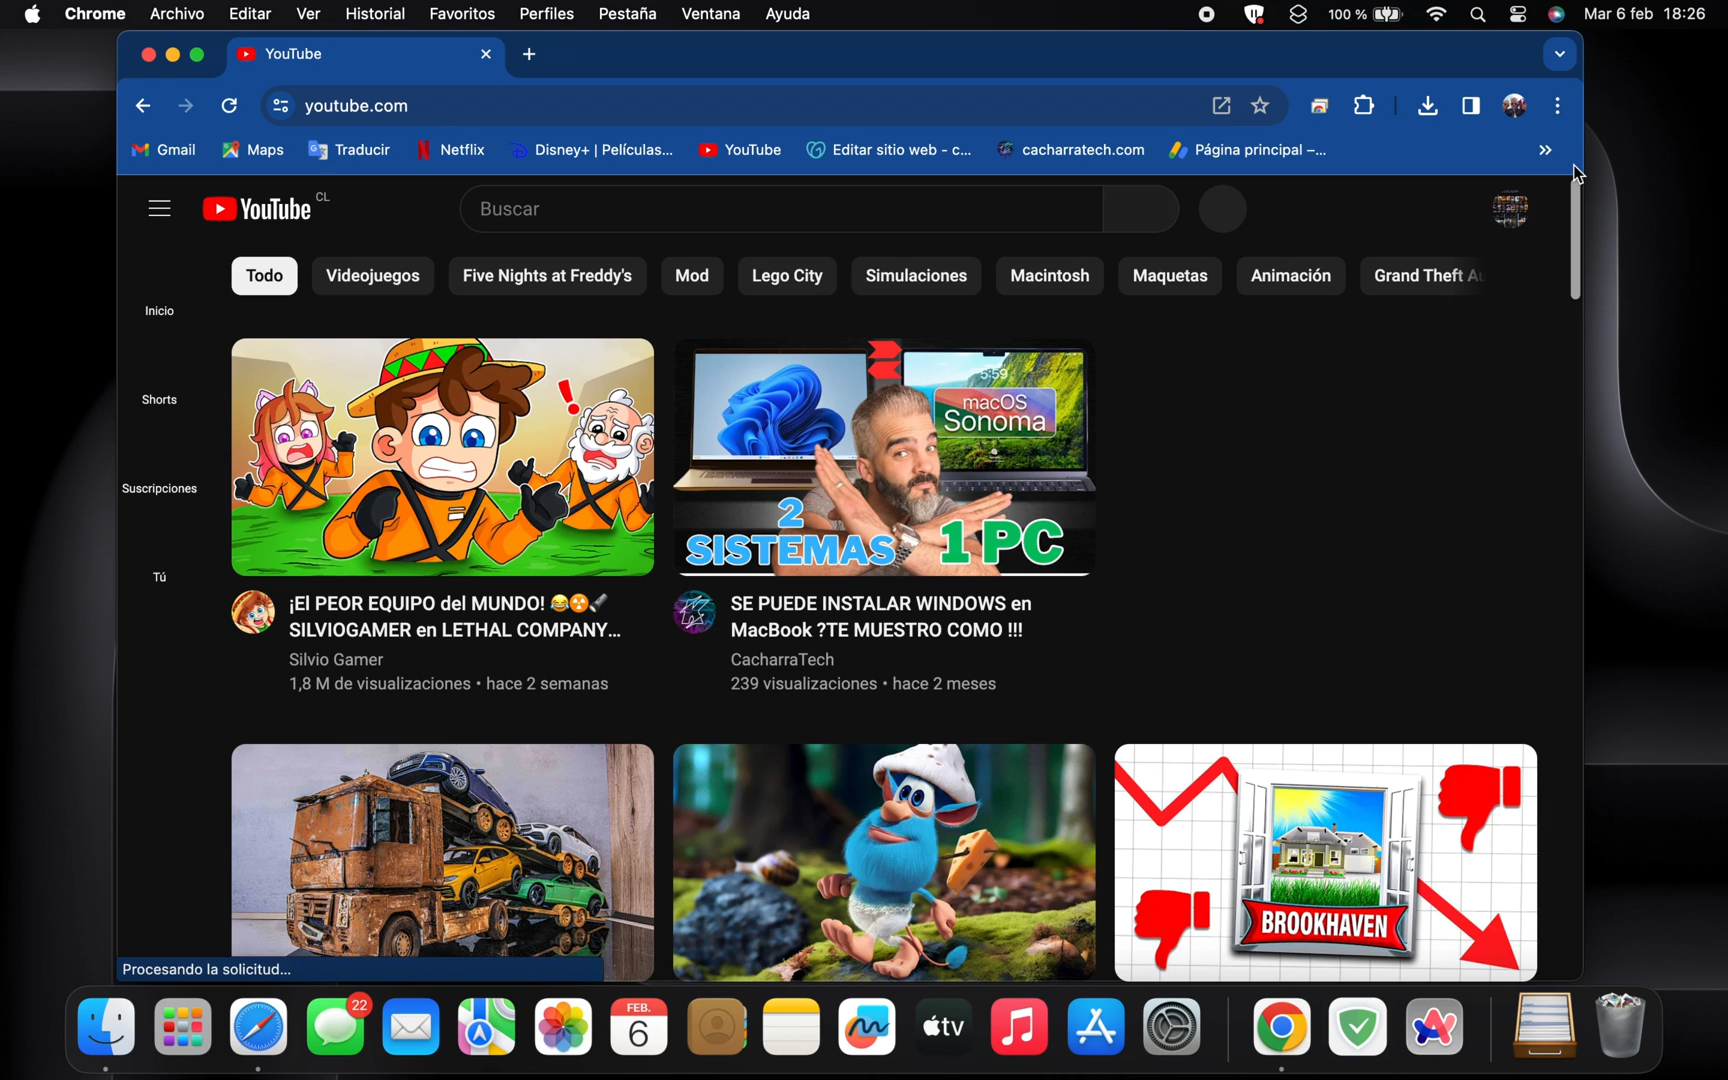 Chrome Archivo Editar Ver Historial Favoritos Perfiles Pestaña Ventana Ayuda 100 % Mar 6 feb 18:26
YouTube
youtube.com
Gmail Maps Traducir Netflix Disney+ | Películas... YouTube Editar sitio web - c... cacharratech.com Página principal –...
YouTube CL
Buscar
Todo Videojuegos Five Nights at Freddy's Mod Lego City Simulaciones Macintosh Maquetas Animación Grand Theft Au
Inicio
Shorts
Suscripciones
Tú
5:59
macOS
Sonoma
2
SISTEMAS 1 PC
¡El PEOR EQUIPO del MUNDO! 😂☢️🔦
SILVIOGAMER en LETHAL COMPANY...
Silvio Gamer
1,8 M de visualizaciones • hace 2 semanas
SE PUEDE INSTALAR WINDOWS en
MacBook ?TE MUESTRO COMO !!!
CacharraTech
239 visualizaciones • hace 2 meses
BROOKHAVEN
Procesando la solicitud...
22
FEB.
6
tv